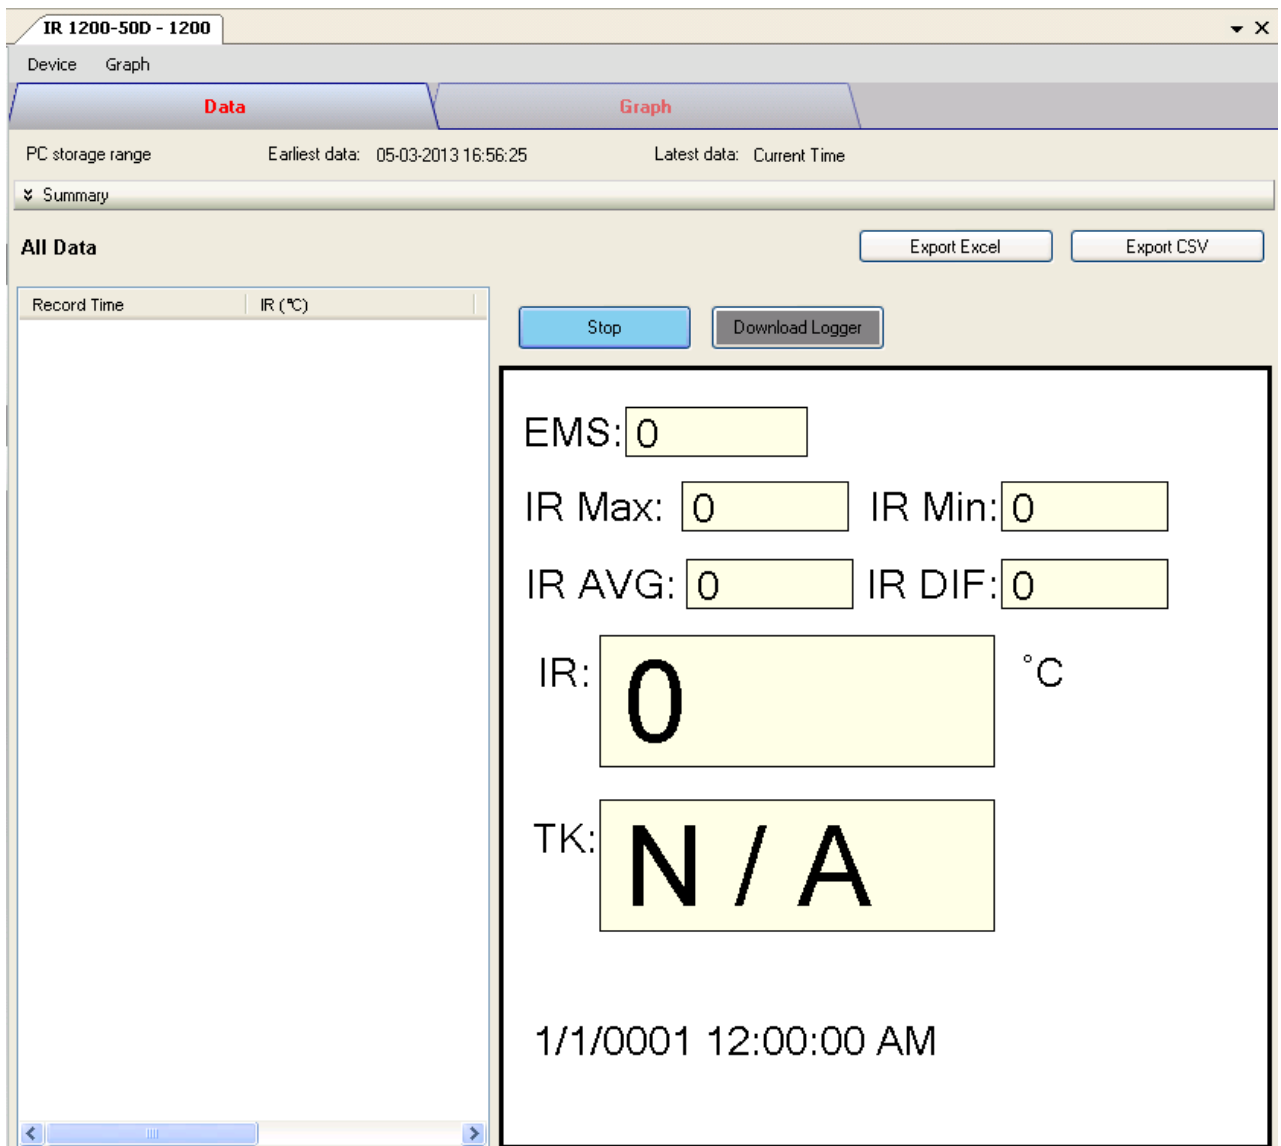 IR 1200-50D - 1200
Device Graph
Data Graph
PC storage range Earliest data: 05-03-2013 16:56:25 Latest data: Current Time
Summary
All Data Export Excel Export CSV
Record Time IR (°C)
Stop Download Logger
EMS: 0
IR Max: 0 IR Min: 0
IR AVG: 0 IR DIF: 0
IR: 0 °C
TK: N / A
1/1/0001 12:00:00 AM